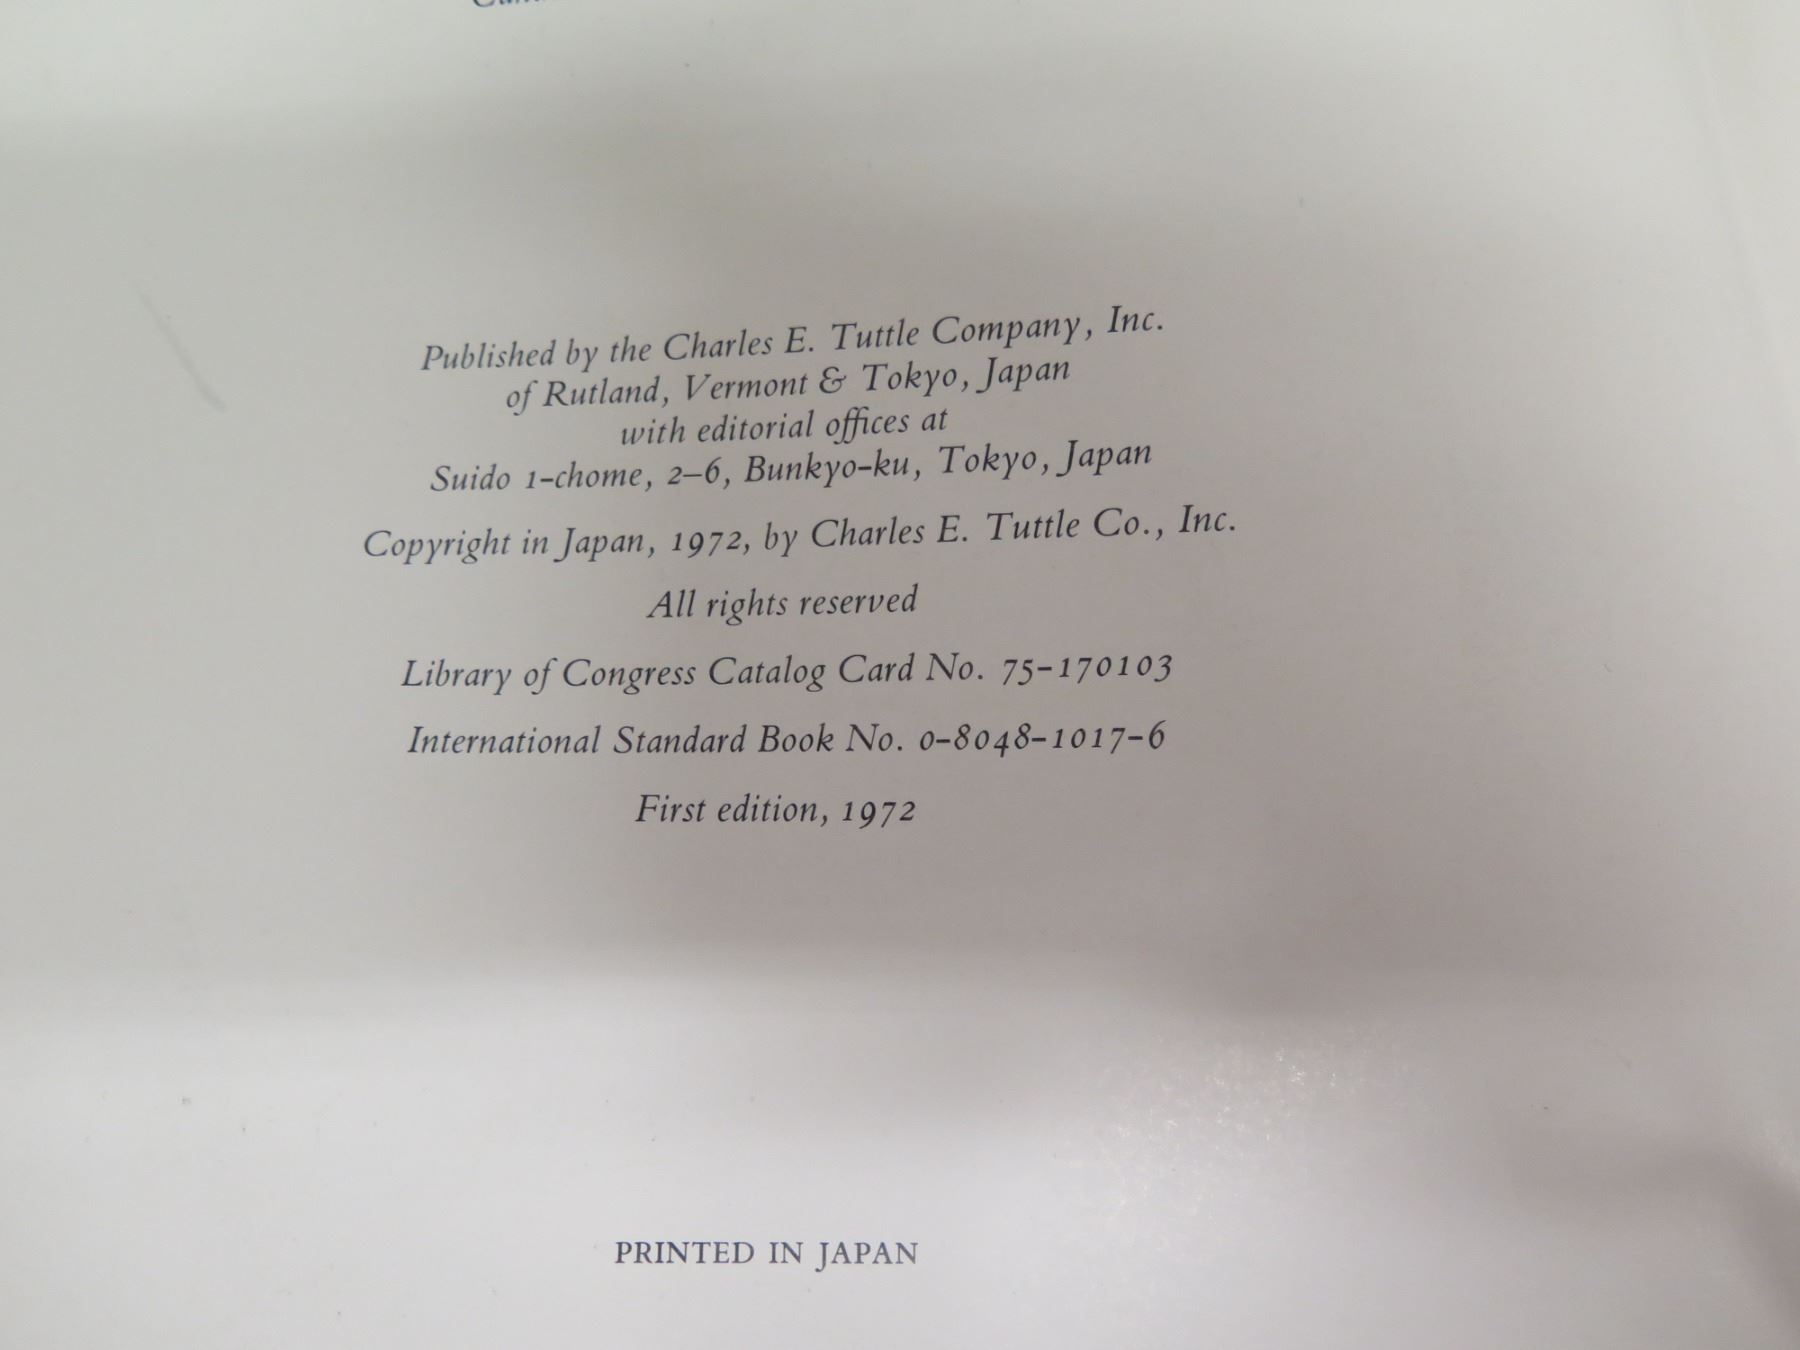 Published by the Charles E. Tuttle Company, Inc.
of Rutland, Vermont & Tokyo, Japan
with editorial offices at
Suido 1-chome, 2–6, Bunkyo-ku, Tokyo, Japan
Copyright in Japan, 1972, by Charles E. Tuttle Co., Inc.
All rights reserved
Library of Congress Catalog Card No. 75-170103
International Standard Book No. 0-8048-1017-6
First edition, 1972
PRINTED IN JAPAN